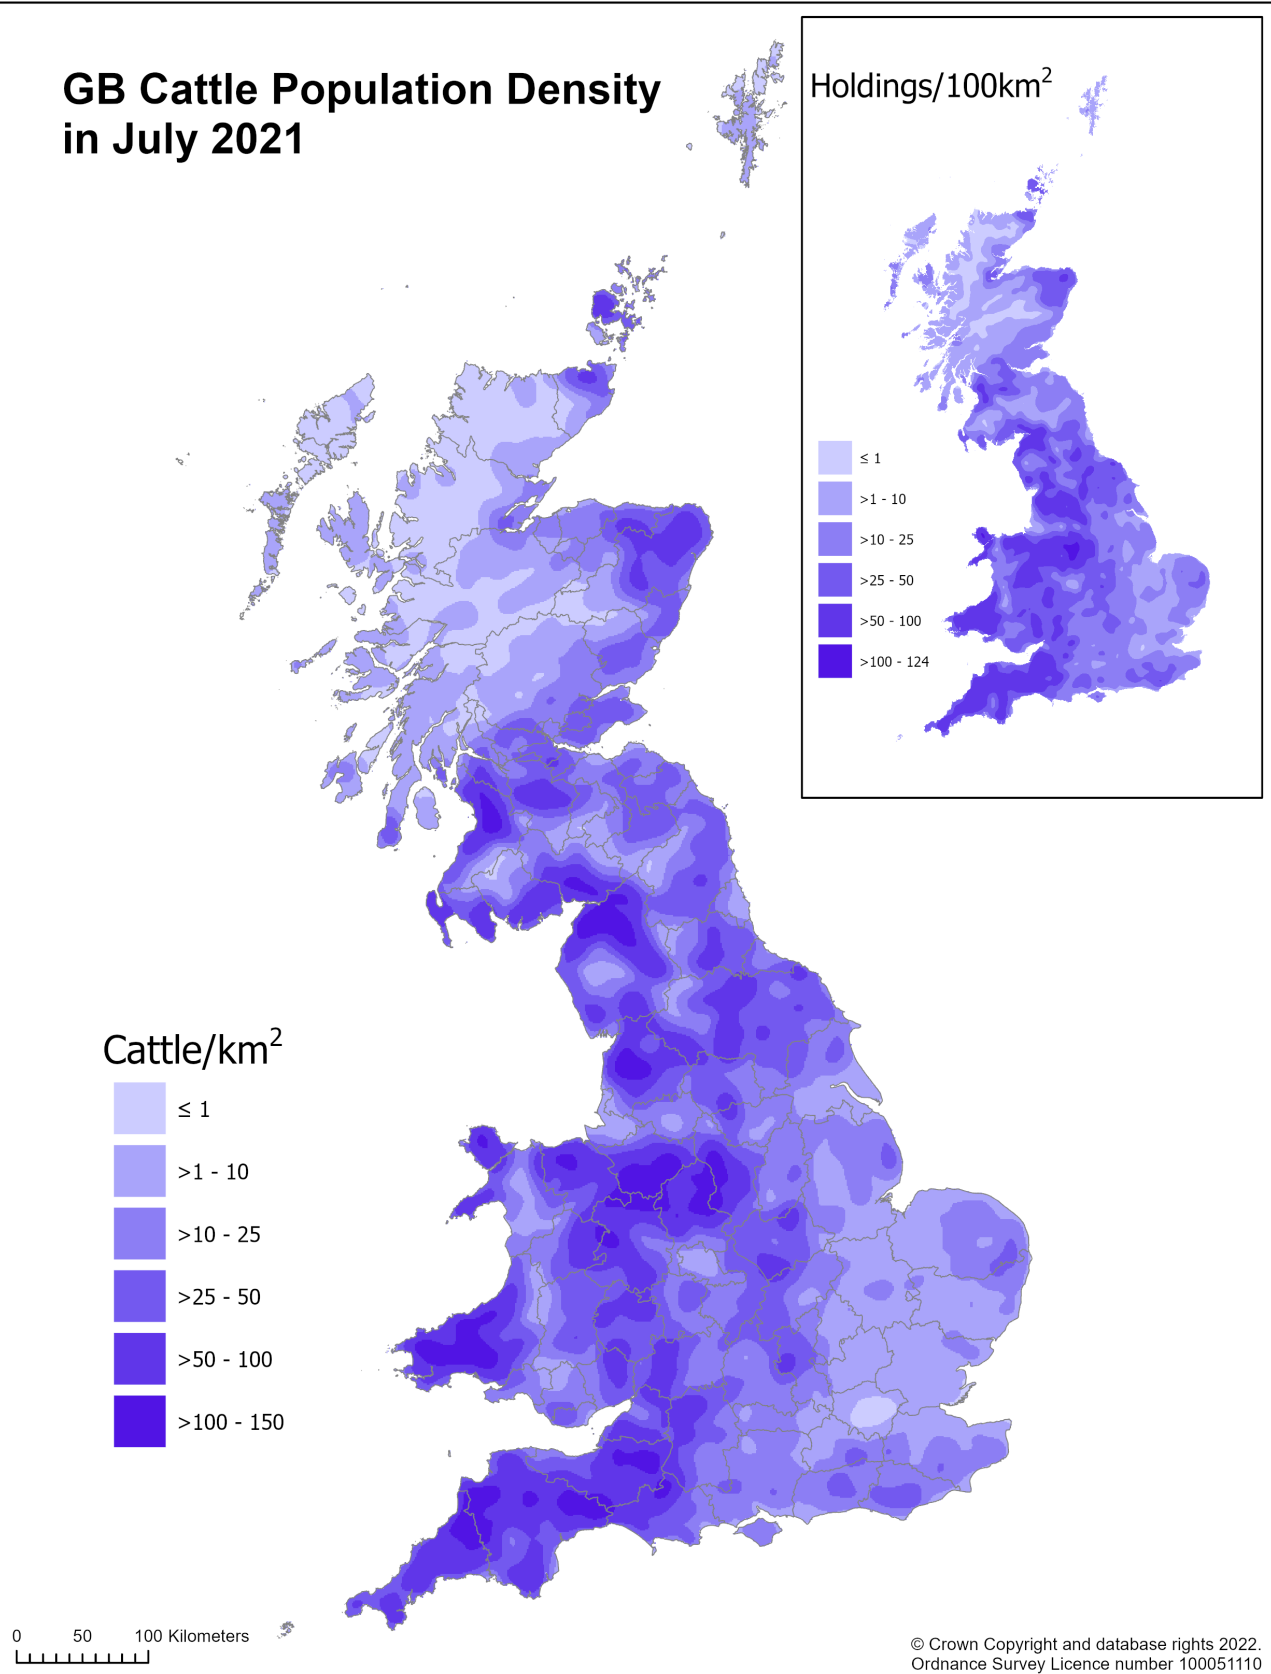 GB Cattle Population Density
in July 2021
Holdings/100km²
≤ 1
>1 - 10
>10 - 25
>25 - 50
>50 - 100
>100 - 124
Cattle/km²
≤ 1
>1 - 10
>10 - 25
>25 - 50
>50 - 100
>100 - 150
0 50 100 Kilometers
© Crown Copyright and database rights 2022.
Ordnance Survey Licence number 100051110